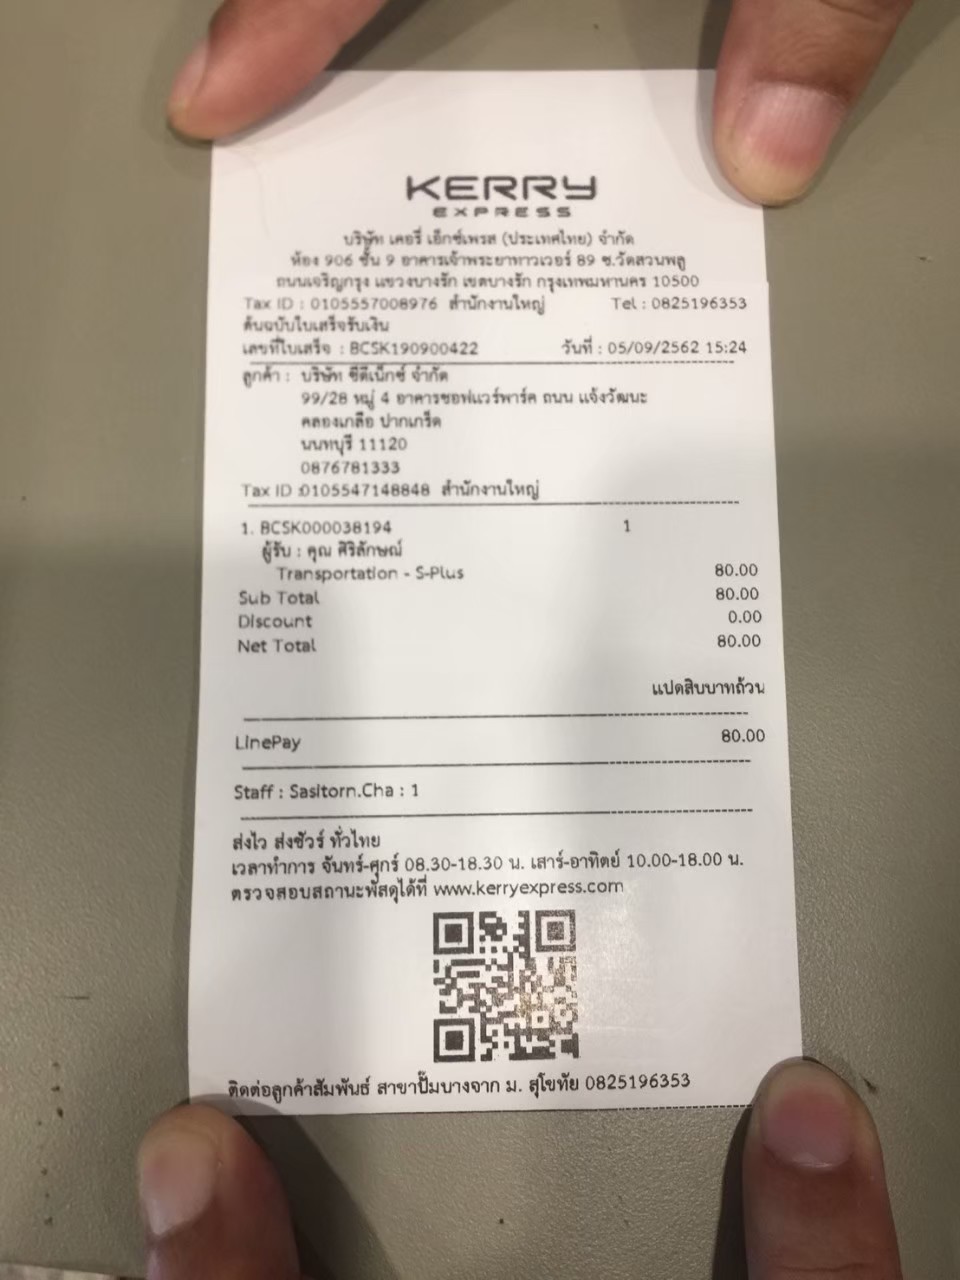 KERRY
EXPRESS
บริษัท เคอรี่ เอ็กซ์เพรส (ประเทศไทย) จำกัด
ห้อง 906 ชั้น 9 อาคารเจ้าพระยาทาวเวอร์ 89 ซ.วัดสวนพลู
ถนนเจริญกรุง แขวงบางรัก เขตบางรัก กรุงเทพมหานคร 10500
Tax ID : 0105557008976 สำนักงานใหญ่ Tel : 0825196353
ต้นฉบับใบเสร็จรับเงิน
เลขที่ใบเสร็จ : BCSK190900422 วันที่ : 05/09/2562 15:24
ลูกค้า : บริษัท ซีดีเน็กซ์ จำกัด
99/28 หมู่ 4 อาคารซอฟแวร์พาร์ค ถนน แจ้งวัฒนะ
คลองเกลือ ปากเกร็ด
นนทบุรี 11120
0876781333
Tax ID :0105547148848 สำนักงานใหญ่
1. BCSK000038194 1
ผู้รับ : คุณ ศิริลักษณ์
Transportation - S-Plus 80.00
Sub Total 80.00
Discount 0.00
Net Total 80.00
แปดสิบบาทถ้วน
LinePay 80.00
Staff : Sasitorn.Cha : 1
ส่งไว ส่งชัวร์ ทั่วไทย
เวลาทำการ จันทร์-ศุกร์ 08.30-18.30 น. เสาร์-อาทิตย์ 10.00-18.00 น.
ตรวจสอบสถานะพัสดุได้ที่ www.kerryexpress.com
ติดต่อลูกค้าสัมพันธ์ สาขาปั๊มบางจาก ม. สุโขทัย 0825196353